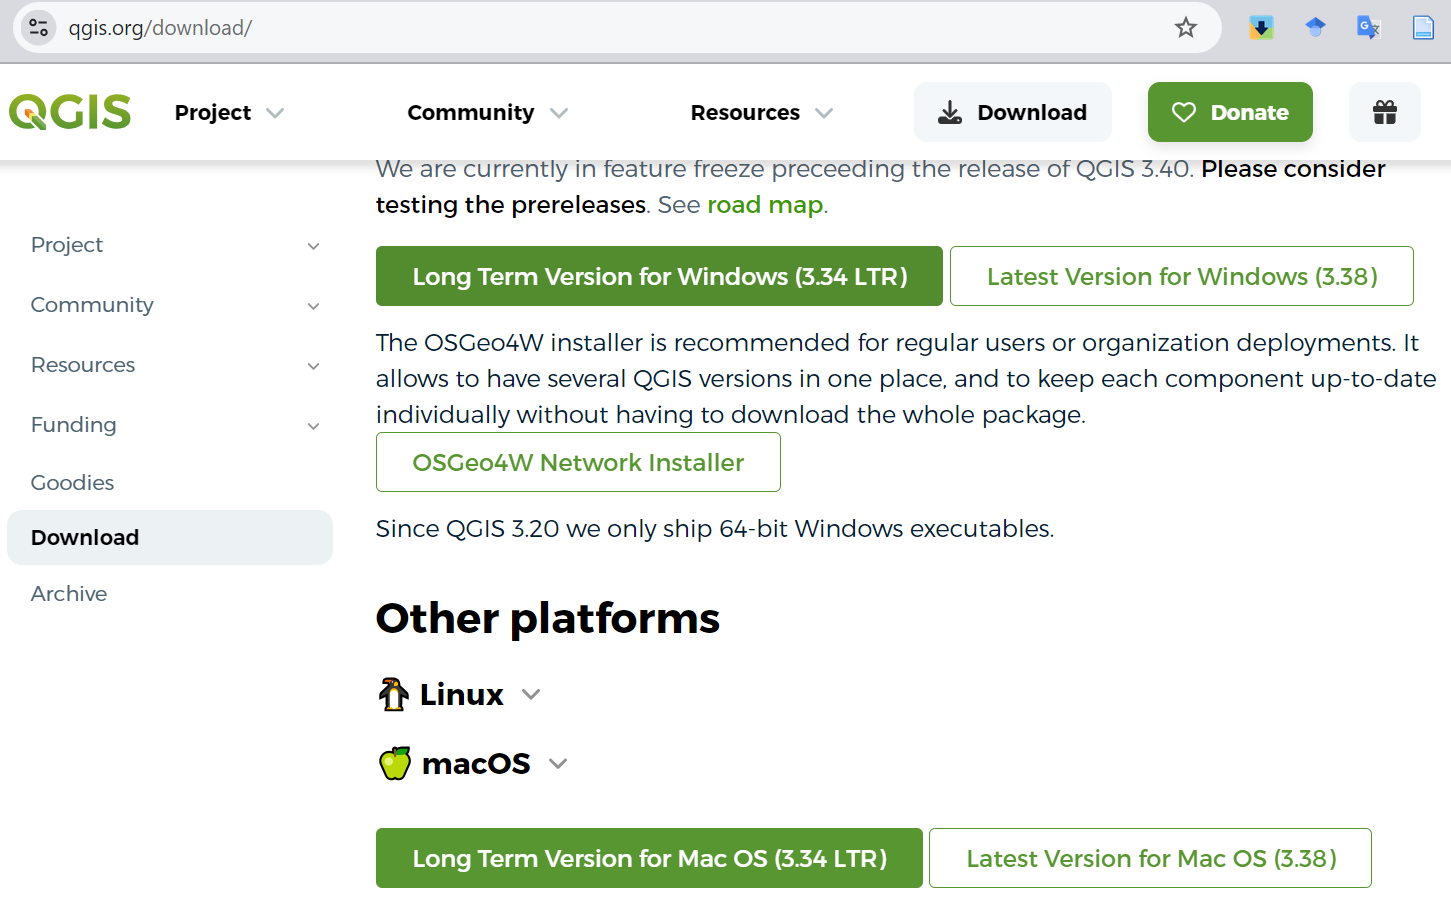 qgis.org/download/
QGIS
Project
Community
Resources
Download
Donate
We are currently in feature freeze preceeding the release of QGIS 3.40. Please consider
testing the prereleases. See road map.
Project
Community
Resources
Funding
Goodies
Download
Archive
Long Term Version for Windows (3.34 LTR)
Latest Version for Windows (3.38)
The OSGeo4W installer is recommended for regular users or organization deployments. It
allows to have several QGIS versions in one place, and to keep each component up-to-date
individually without having to download the whole package.
OSGeo4W Network Installer
Since QGIS 3.20 we only ship 64-bit Windows executables.
Other platforms
Linux
macOS
Long Term Version for Mac OS (3.34 LTR)
Latest Version for Mac OS (3.38)